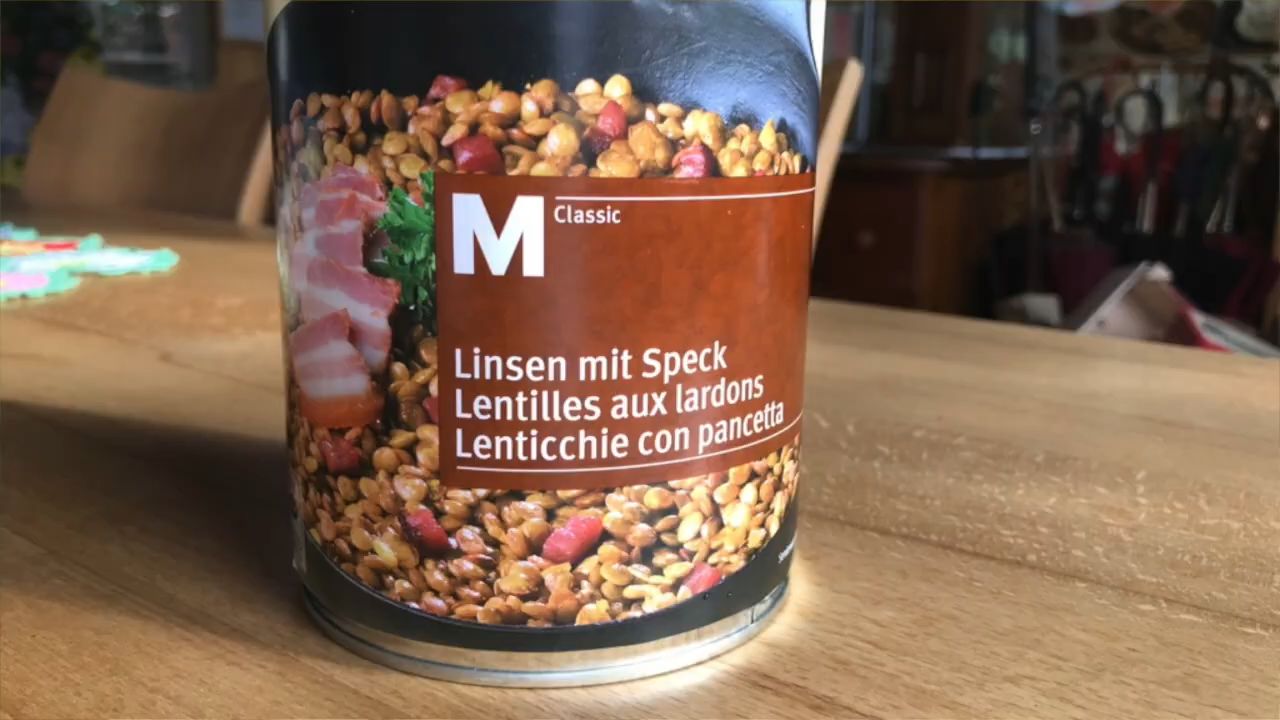 M Classic
Linsen mit Speck
Lentilles aux lardons
Lenticchie con pancetta